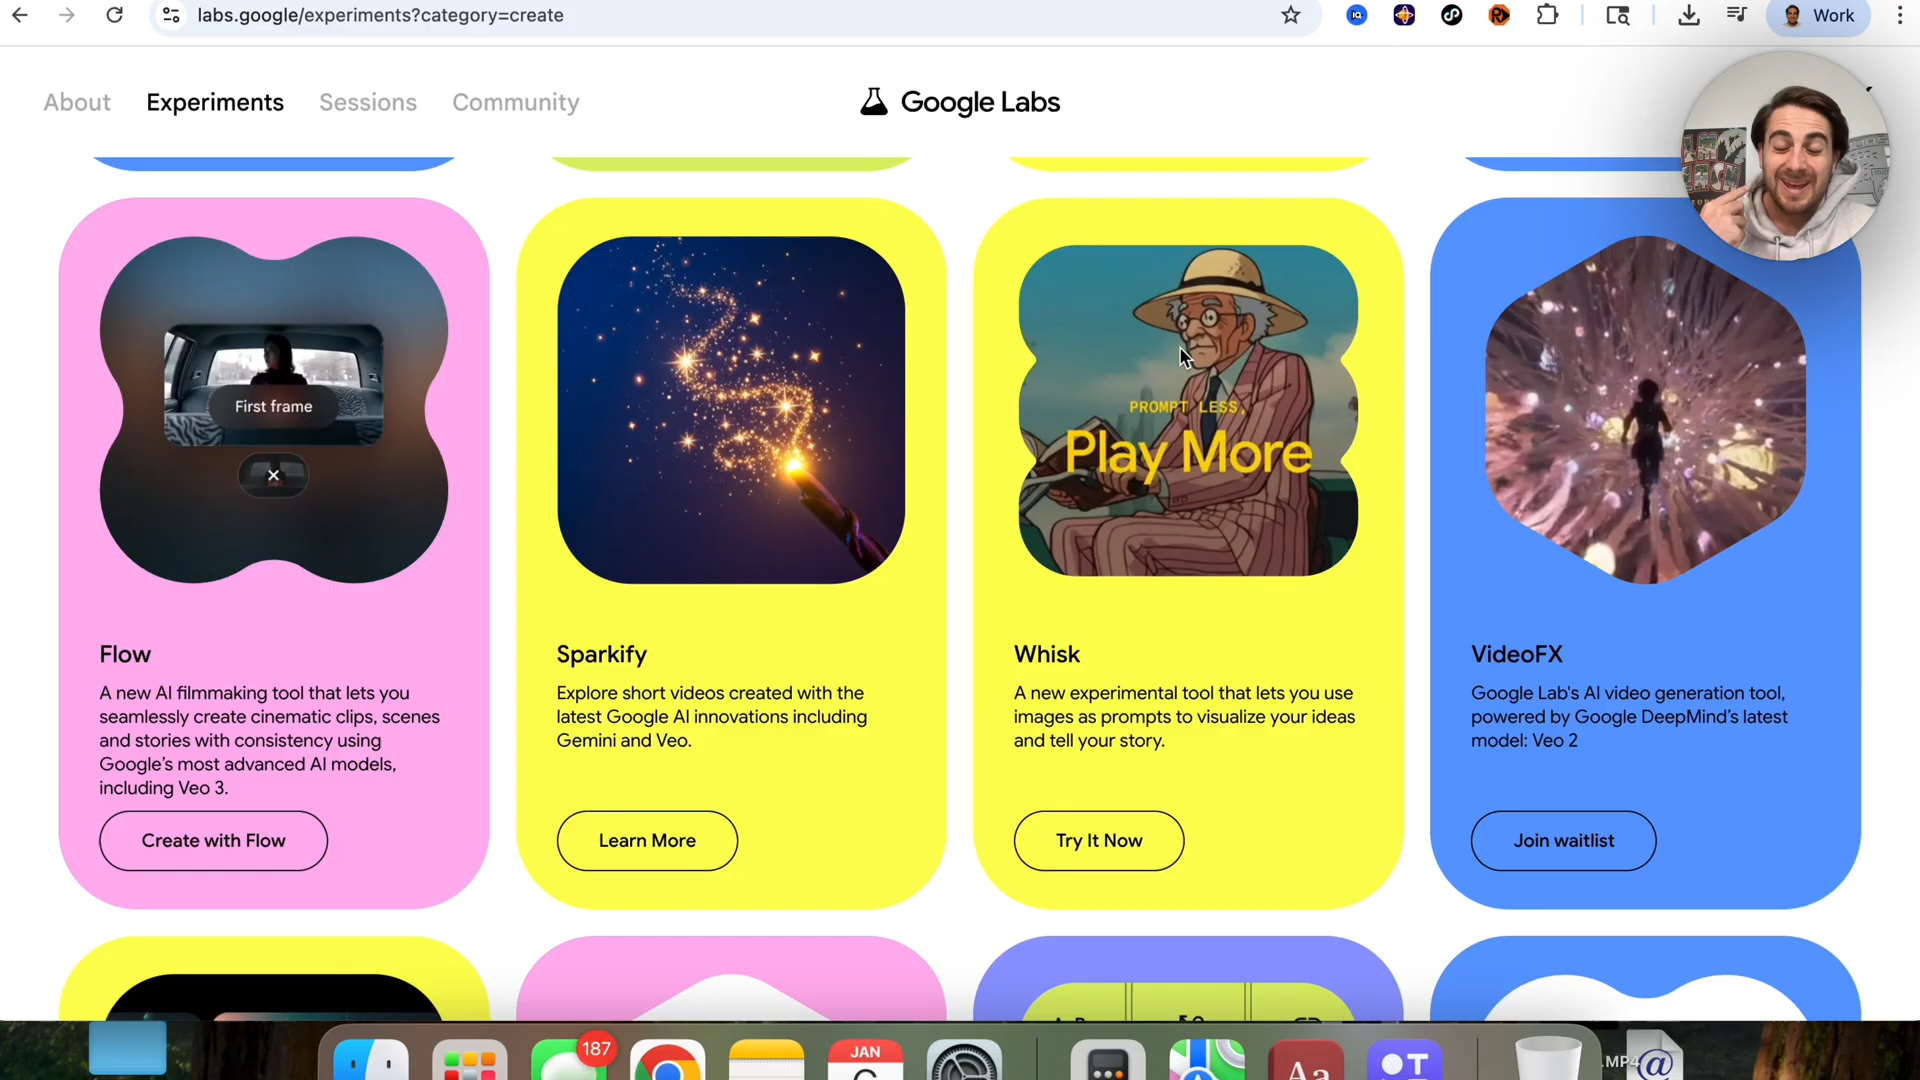 labs.google/experiments?category=create
Work
About
Experiments
Sessions
Community
Google Labs
First frame
PROMPT LESS,
Play More
Flow
A new AI filmmaking tool that lets you
seamlessly create cinematic clips, scenes
and stories with consistency using
Google's most advanced AI models,
including Veo 3.
Create with Flow
Sparkify
Explore short videos created with the
latest Google AI innovations including
Gemini and Veo.
Learn More
Whisk
A new experimental tool that lets you use
images as prompts to visualize your ideas
and tell your story.
Try It Now
VideoFX
Google Lab's AI video generation tool,
powered by Google DeepMind's latest
model: Veo 2
Join waitlist
187
JAN
Aa
T
.MP4
@